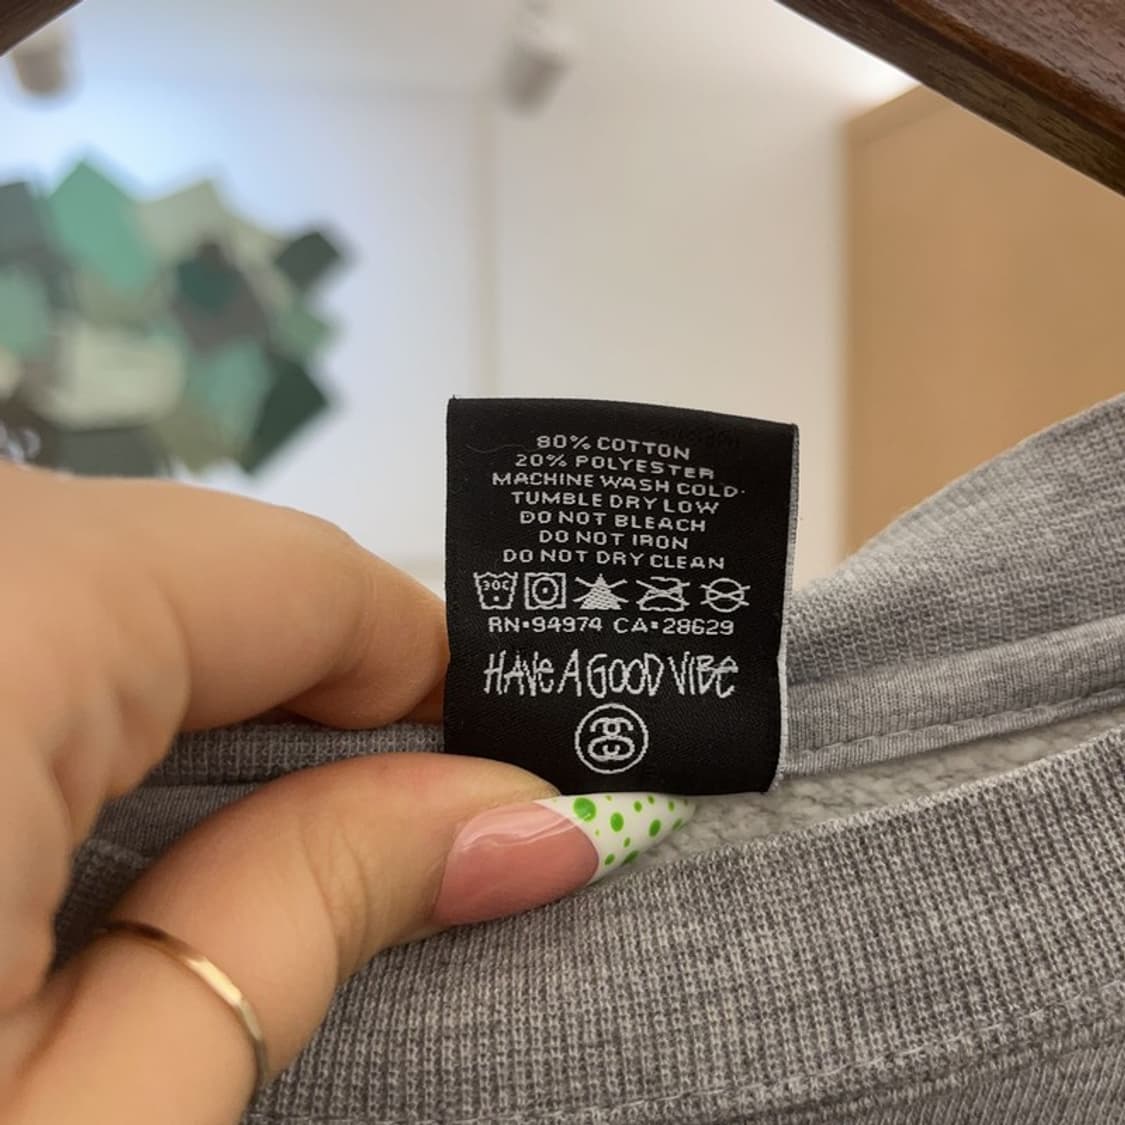 80% COTTON
20% POLYESTER
MACHINE WASH COLD
TUMBLE DRY LOW
DO NOT BLEACH
DO NOT IRON
DO NOT DRY CLEAN
30C
RN•94974 CA•28629
HAVE A GOOD VIBE